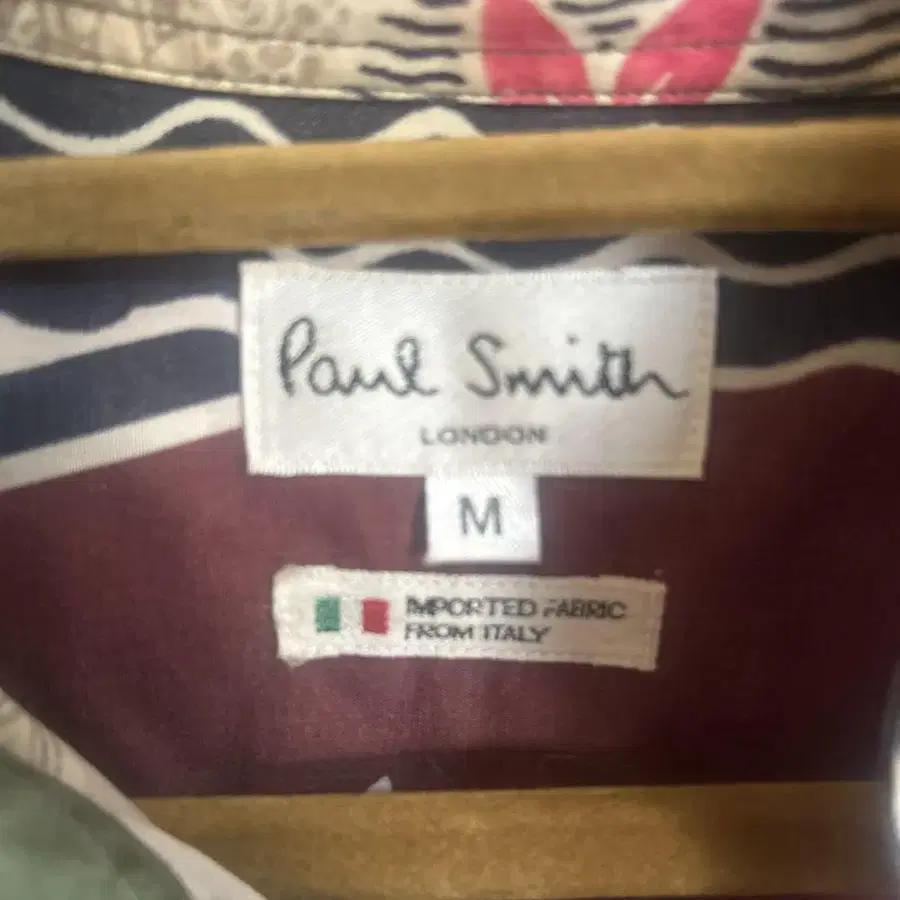 Paul Smith
LONDON
M
IMPORTED FABRIC
FROM ITALY